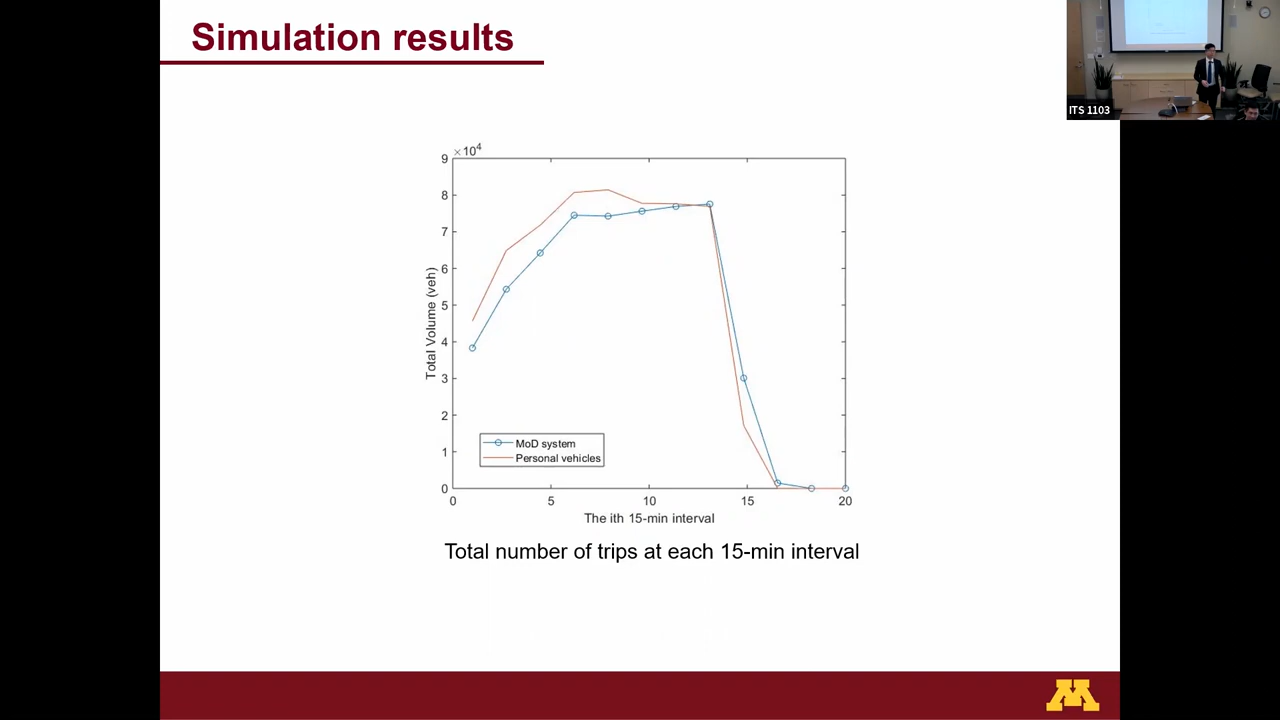 Simulation results
ITS 1103
×10⁴
9
8
7
6
5
4
3
2
1
0
Total Volume (veh)
MoD system
Personal vehicles
0 5 10 15 20
The ith 15-min interval
Total number of trips at each 15-min interval
M